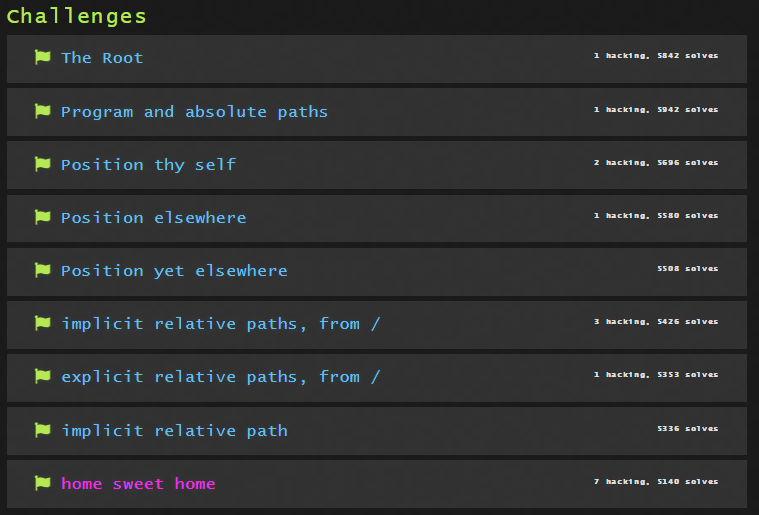 Challenges
The Root
1 hacking, 5842 solves
Program and absolute paths
1 hacking, 5942 solves
Position thy self
2 hacking, 5696 solves
Position elsewhere
1 hacking, 5580 solves
Position yet elsewhere
5508 solves
implicit relative paths, from /
3 hacking, 5426 solves
explicit relative paths, from /
1 hacking, 5353 solves
implicit relative path
5336 solves
home sweet home
7 hacking, 5140 solves